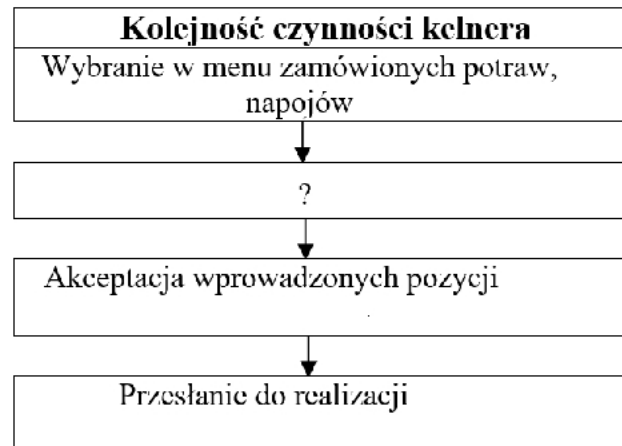 Kolejność czynności kelnera
Wybranie w menu zamówionych potraw,
napojów
?
Akceptacja wprowadzonych pozycji
Przesłanie do realizacji